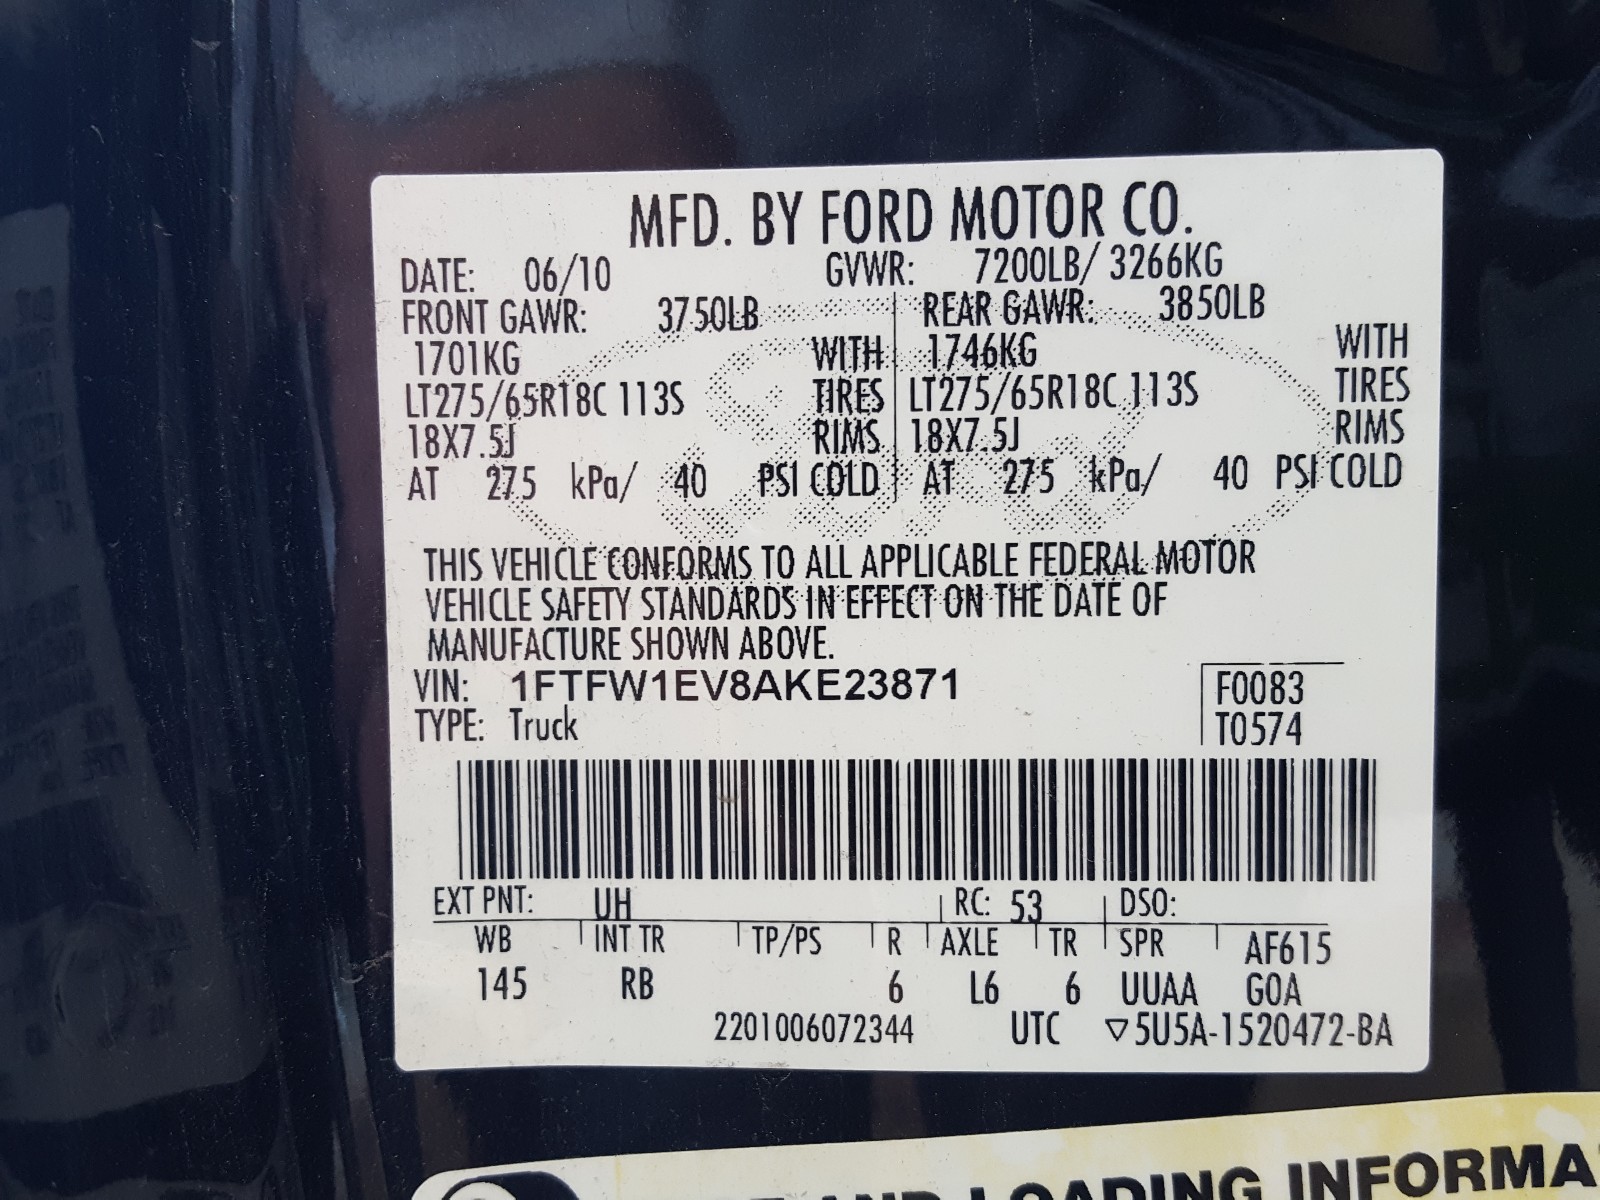 MFD. BY FORD MOTOR CO.
DATE: 06/10 GVWR: 7200LB/ 3266KG
FRONT GAWR: 3750LB REAR GAWR: 3850LB
1701KG WITH 1746KG WITH
LT275/65R18C 113S TIRES LT275/65R18C 113S TIRES
18X7.5J RIMS 18X7.5J RIMS
AT 275 kPa/ 40 PSI COLD AT 275 kPa/ 40 PSI COLD
THIS VEHICLE CONFORMS TO ALL APPLICABLE FEDERAL MOTOR
VEHICLE SAFETY STANDARDS IN EFFECT ON THE DATE OF
MANUFACTURE SHOWN ABOVE.
VIN: 1FTFW1EV8AKE23871 F0083
TYPE: Truck T0574
EXT PNT: UH RC: 53 DSO:
WB INT TR TP/PS R AXLE TR SPR AF615
145 RB 6 L6 6 UUAA GOA
2201006072344 UTC ▽5U5A-1520472-BA
AND LOADING